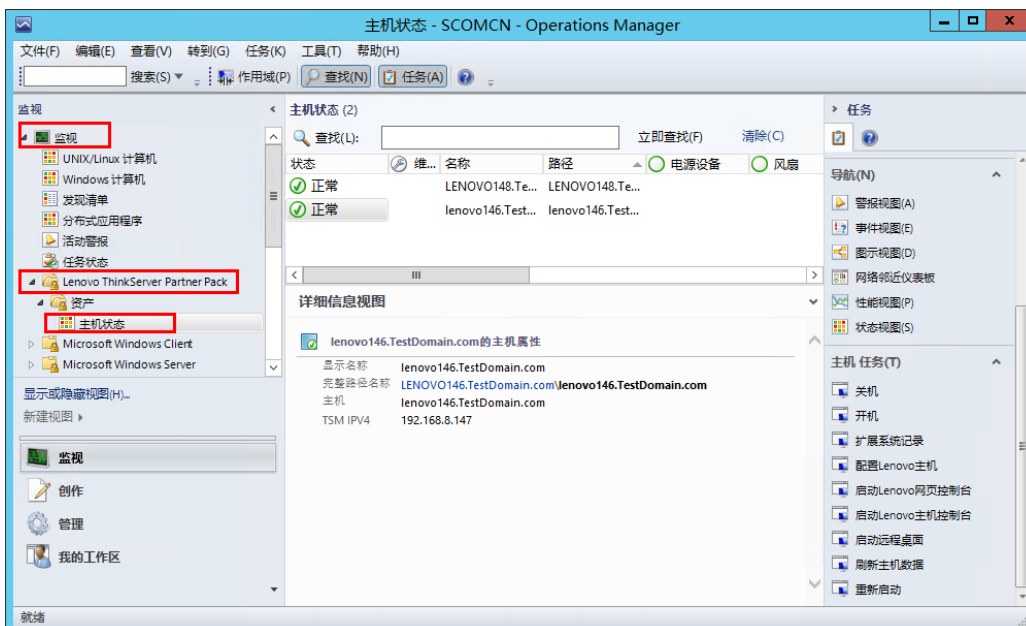 主机状态 - SCOMCN - Operations Manager
文件(F) 编辑(E) 查看(V) 转到(G) 任务(K) 工具(T) 帮助(H)
搜索(S) 作用域(P) 查找(N) 任务(A)
监视
监视
UNIX/Linux 计算机
Windows 计算机
发现清单
分布式应用程序
活动警报
任务状态
Lenovo ThinkServer Partner Pack
资产
主机状态
Microsoft Windows Client
Microsoft Windows Server
显示或隐藏视图(H)...
新建视图
监视
创作
管理
我的工作区
主机状态 (2)
查找(L): 立即查找(F) 清除(C)
状态 维... 名称 路径 电源设备 风扇
正常 LENOVO148.Te... LENOVO148.Te...
正常 lenovo146.Test... lenovo146.Test...
详细信息视图
lenovo146.TestDomain.com的主机属性
显示名称 lenovo146.TestDomain.com
完整路径名称 LENOVO146.TestDomain.com\lenovo146.TestDomain.com
主机 lenovo146.TestDomain.com
TSM IPV4 192.168.8.147
任务
导航(N)
警报视图(A)
事件视图(E)
图示视图(D)
网络邻近仪表板
性能视图(P)
状态视图(S)
主机 任务(T)
关机
开机
扩展系统记录
配置Lenovo主机
启动Lenovo网页控制台
启动Lenovo主机控制台
启动远程桌面
刷新主机数据
重新启动
就绪